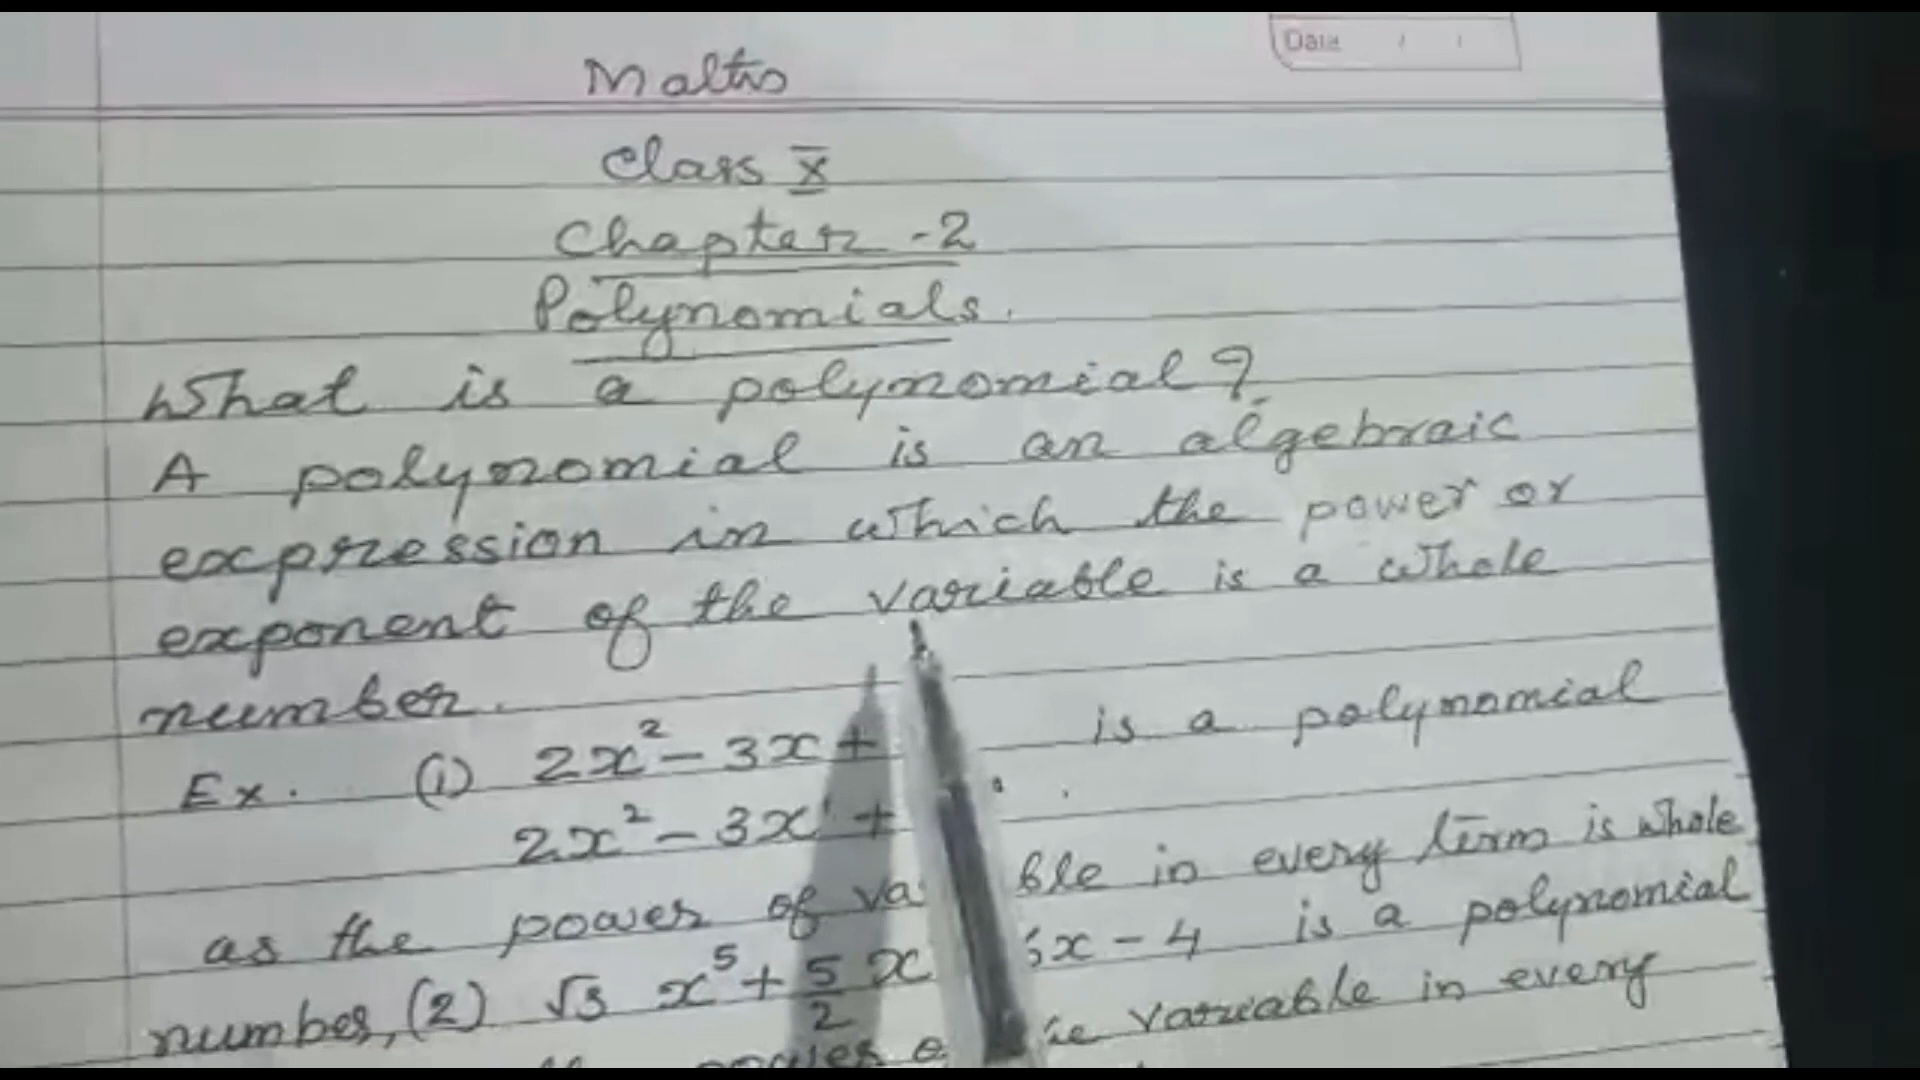 Date / /
Maths
Class X
Chapter -2
Polynomials.
What is a polynomial?
A polynomial is an algebraic
expression in which the power or
exponent of the variable is a whole
number.
Ex. (i) 2x² - 3x + is a polynomial
2x² - 3x¹ +
as the power of va ble in every term is whole
number, (2) √3 x⁵ + 5/2 x x - 4 is a polynomial
variable in every